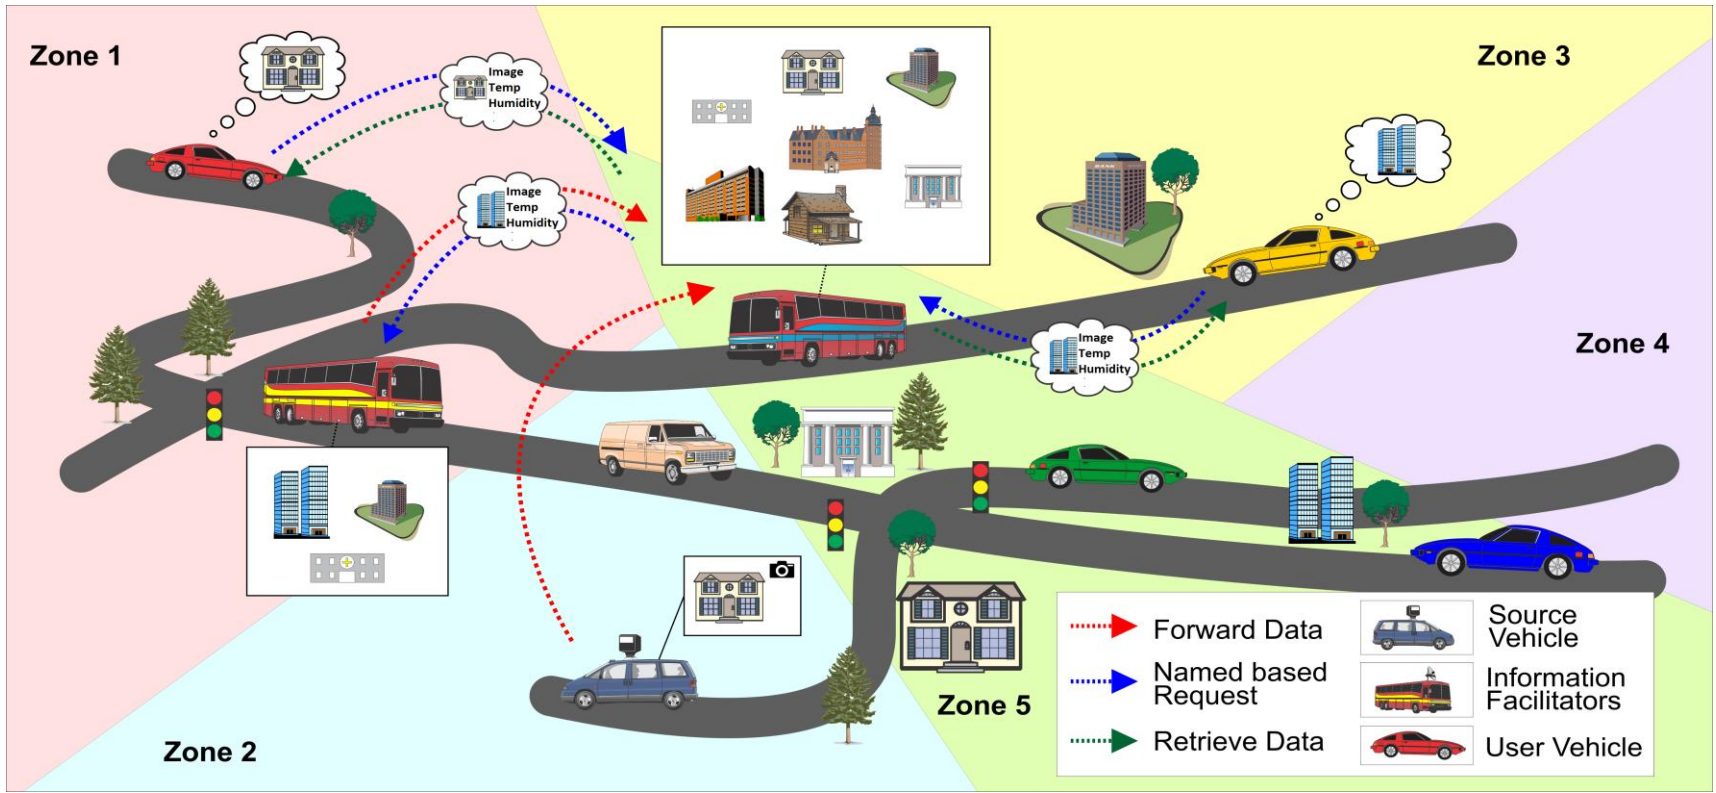 Zone 1
Image
Temp
Humidity
Zone 3
Image
Temp
Humidity
Zone 4
Image
Temp
Humidity
Zone 5
Zone 2
Forward Data
Named based
Request
Retrieve Data
Source
Vehicle
Information
Facilitators
User Vehicle